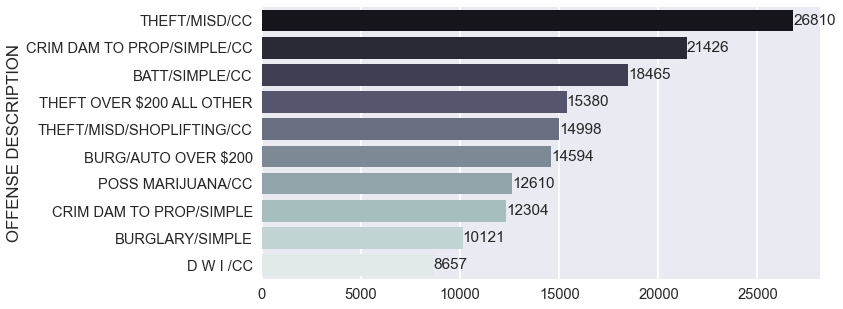 OFFENSE DESCRIPTION
THEFT/MISD/CC 26810
CRIM DAM TO PROP/SIMPLE/CC 21426
BATT/SIMPLE/CC 18465
THEFT OVER $200 ALL OTHER 15380
THEFT/MISD/SHOPLIFTING/CC 14998
BURG/AUTO OVER $200 14594
POSS MARIJUANA/CC 12610
CRIM DAM TO PROP/SIMPLE 12304
BURGLARY/SIMPLE 10121
D W I /CC 8657
0 5000 10000 15000 20000 25000